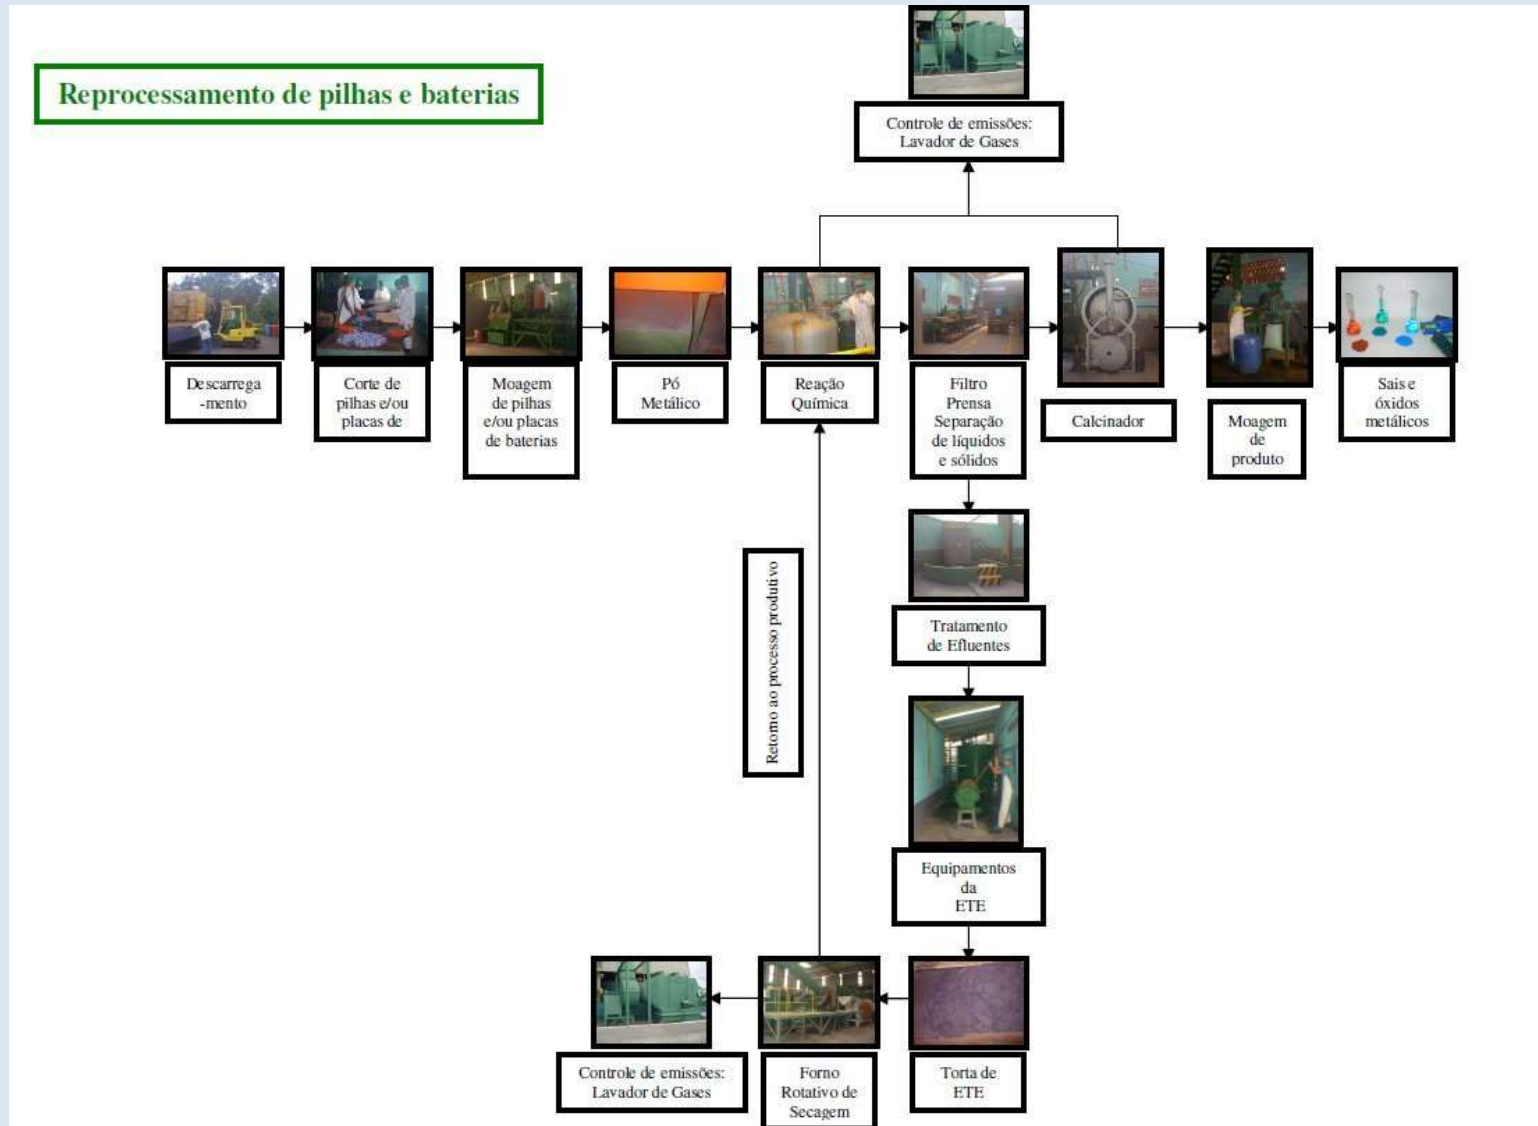 Reprocessamento de pilhas e baterias
Controle de emissões:
Lavador de Gases
Descarrega
-mento
Corte de
pilhas e/ou
placas de
Moagem
de pilhas
e/ou placas
de baterias
Pó
Metálico
Reação
Química
Filtro
Prensa
Separação
de líquidos
e sólidos
Calcinador
Moagem
de
produto
Sais e
óxidos
metálicos
Tratamento
de Efluentes
Retorno ao processo produtivo
Equipamentos
da
ETE
Controle de emissões:
Lavador de Gases
Forno
Rotativo de
Secagem
Torta de
ETE